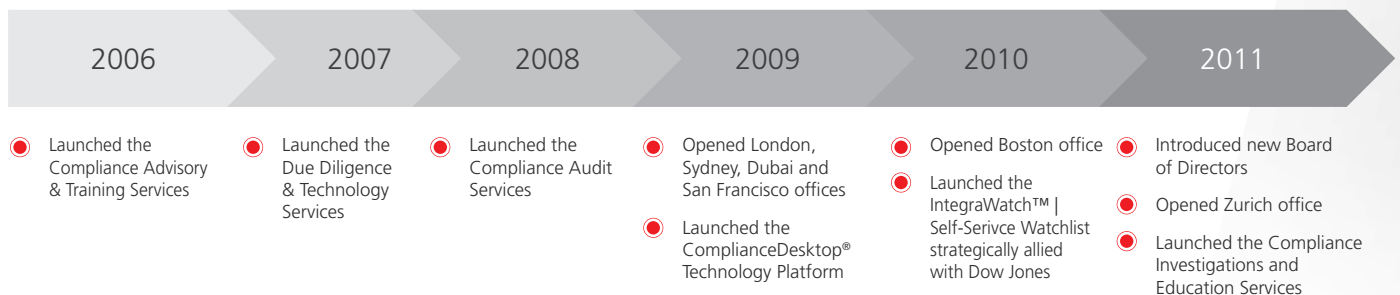 2006
2007
2008
2009
2010
2011
Launched the
Compliance Advisory
& Training Services
Launched the
Due Diligence
& Technology
Services
Launched the
Compliance Audit
Services
Opened London,
Sydney, Dubai and
San Francisco offices
Launched the
ComplianceDesktop®
Technology Platform
Opened Boston office
Launched the
IntegraWatch™ |
Self-Serivce Watchlist
strategically allied
with Dow Jones
Introduced new Board
of Directors
Opened Zurich office
Launched the Compliance
Investigations and
Education Services